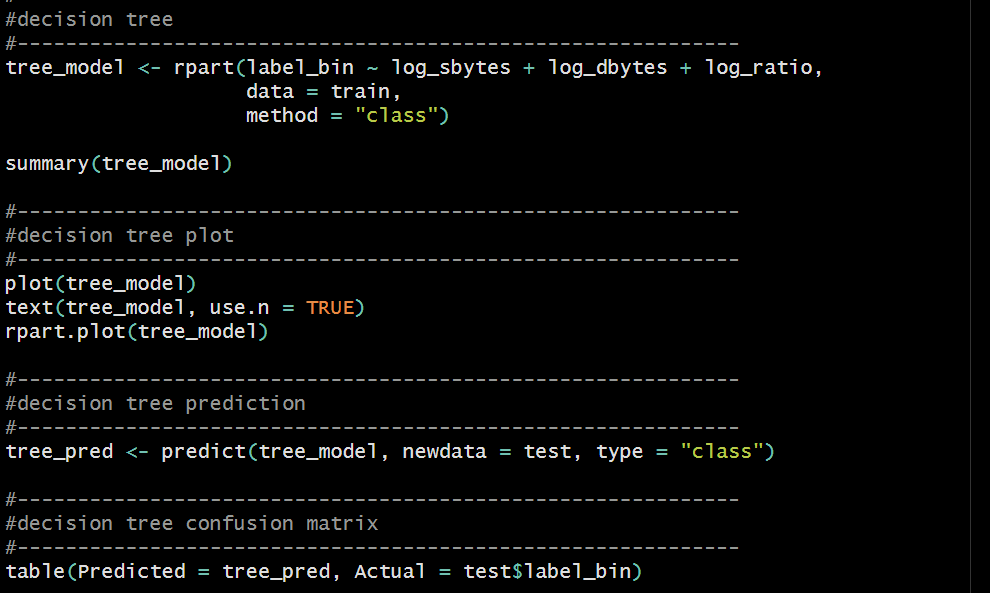 #decision tree
#------------------------------------------------------------
tree_model <- rpart(label_bin ~ log_sbytes + log_dbytes + log_ratio,
                    data = train,
                    method = "class")
summary(tree_model)
#------------------------------------------------------------
#decision tree plot
#------------------------------------------------------------
plot(tree_model)
text(tree_model, use.n = TRUE)
rpart.plot(tree_model)
#------------------------------------------------------------
#decision tree prediction
#------------------------------------------------------------
tree_pred <- predict(tree_model, newdata = test, type = "class")
#------------------------------------------------------------
#decision tree confusion matrix
#------------------------------------------------------------
table(Predicted = tree_pred, Actual = test$label_bin)